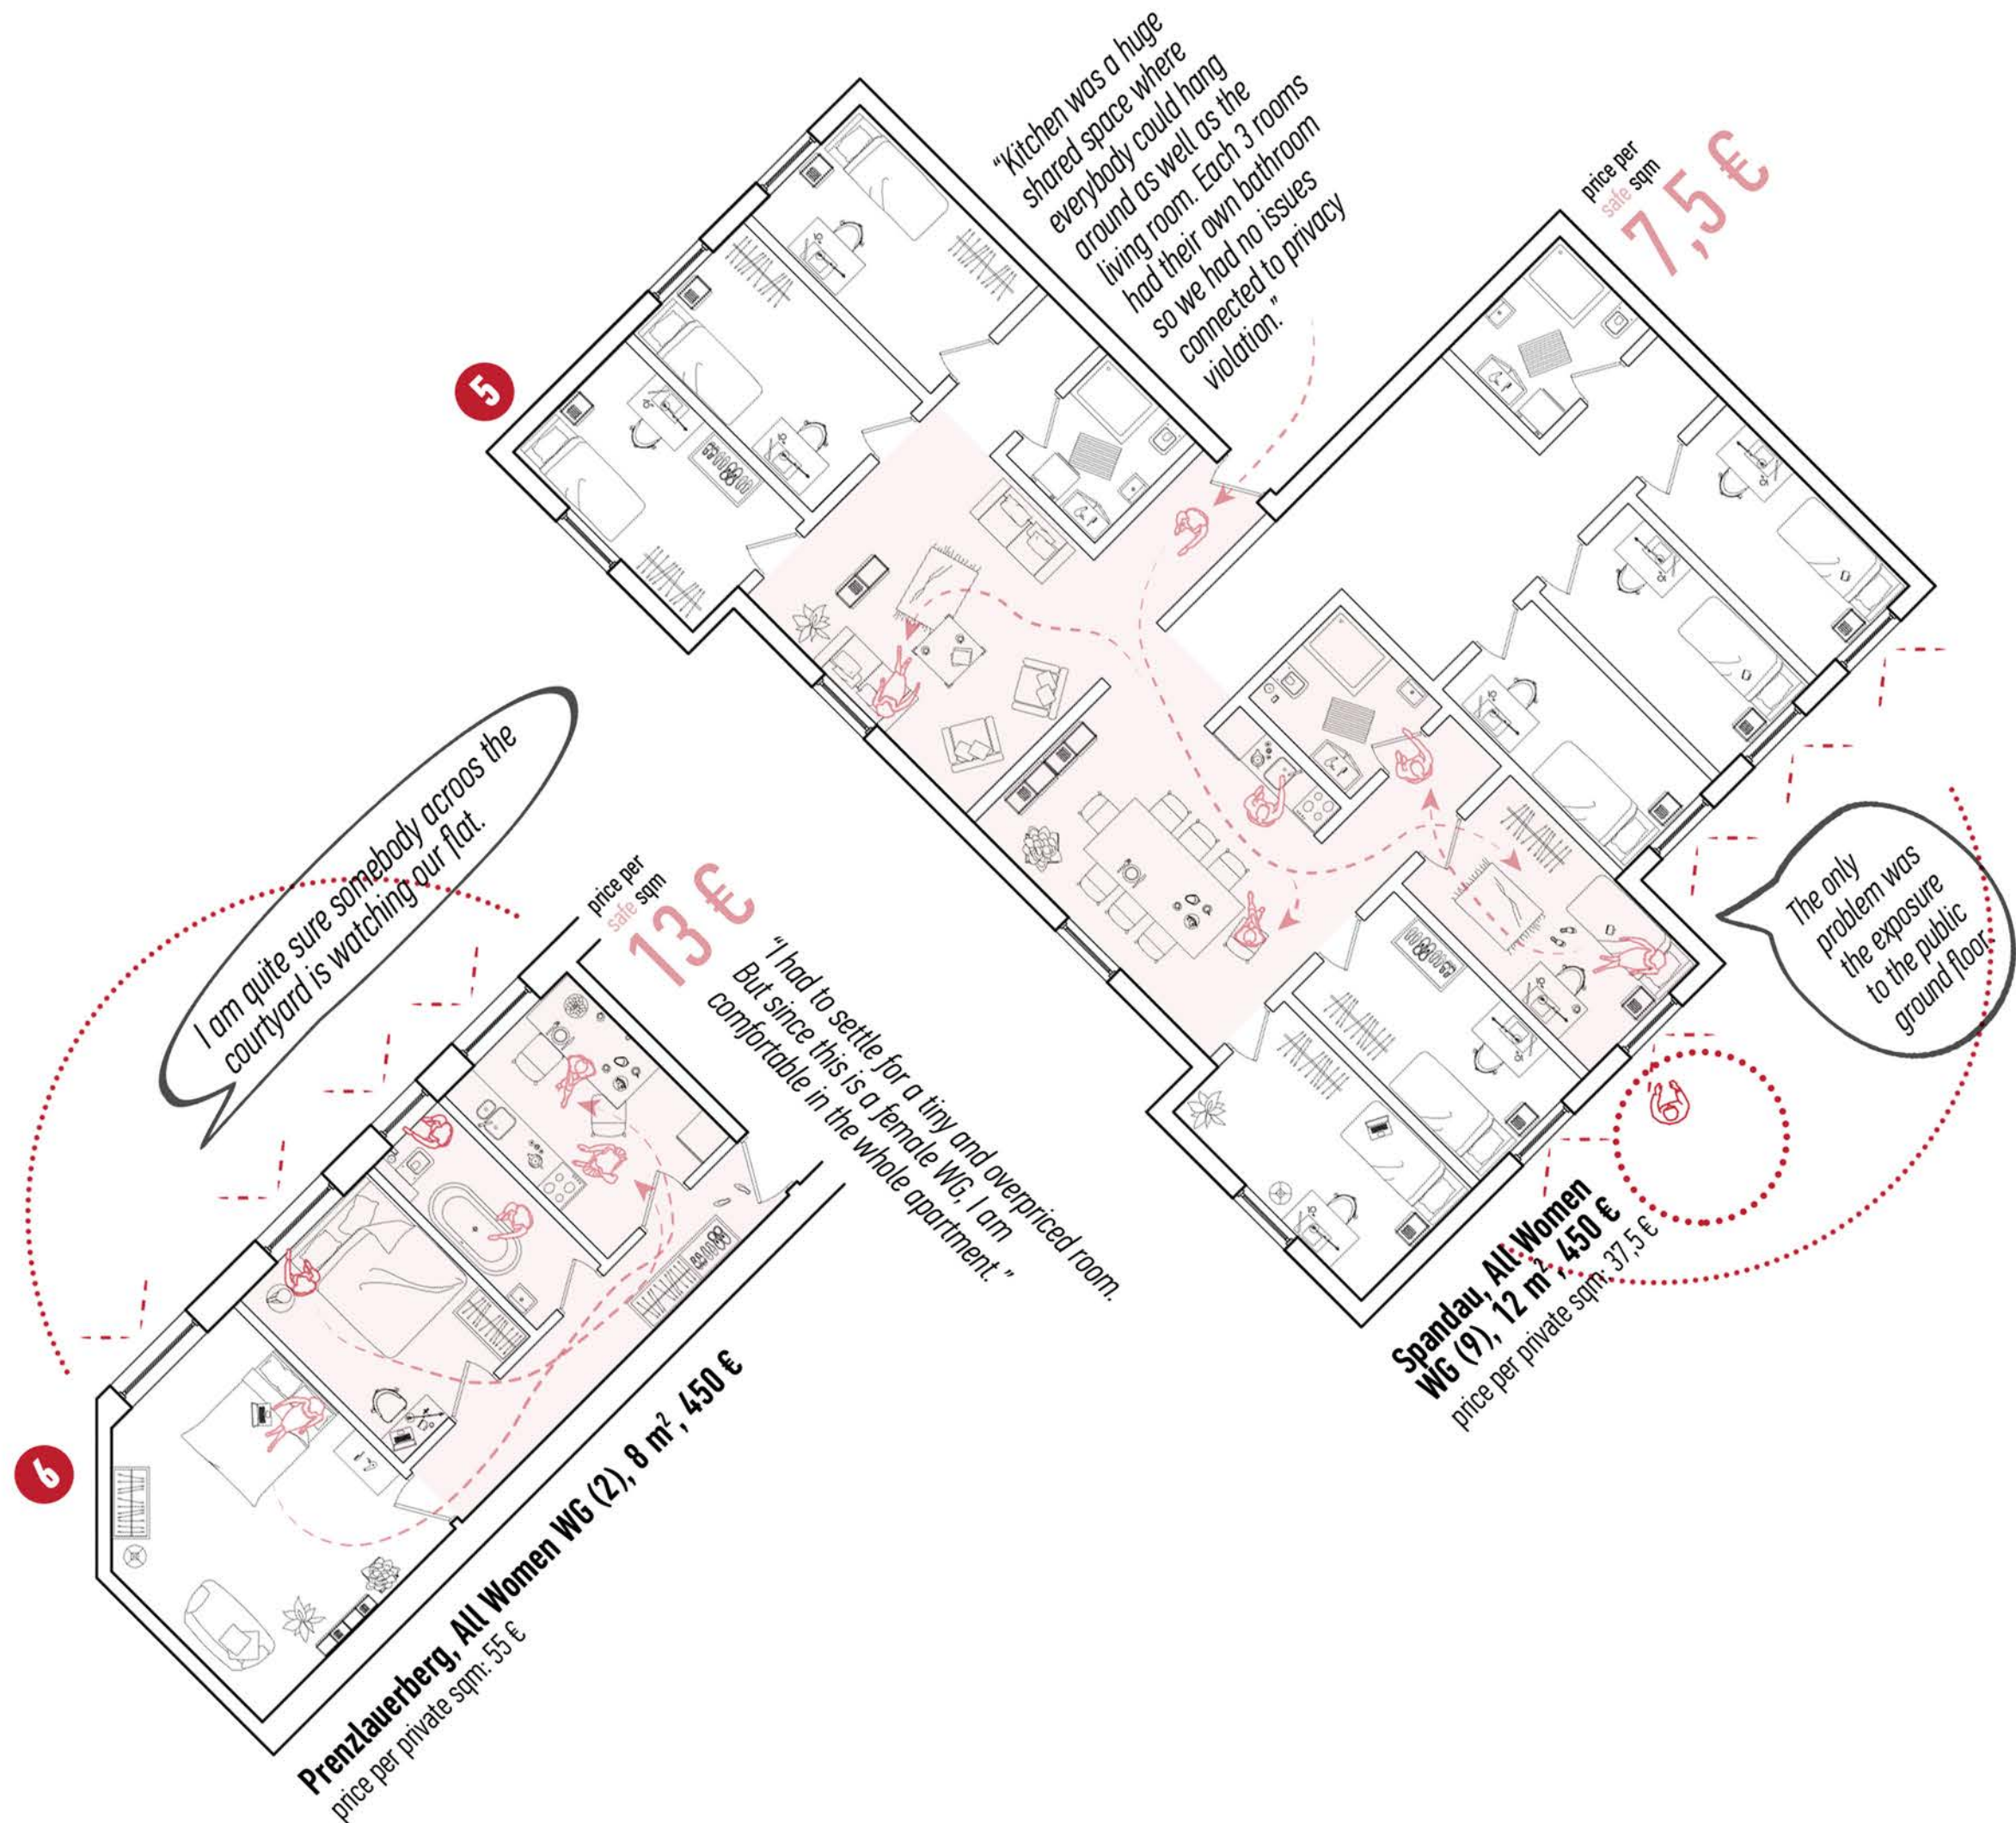 "Kitchen was a huge
shared space where
everybody could hang
around as well as the
living room. Each 3 rooms
had their own bathroom
so we had no issues
connected to privacy
violation."
price per
safe sqm
7,5 €
5
I am quite sure somebody acroos the
courtyard is watching our flat.
price per
safe sqm
13 €
"I had to settle for a tiny and overpriced room.
But since this is a female WG, I am
comfortable in the whole apartment."
The only
problem was
the exposure
to the public
ground floor.
Spandau, All Women
WG (9), 12 m², 450 €
price per private sqm: 37,5 €
6
Prenzlauerberg, All Women WG (2), 8 m², 450 €
price per private sqm: 55 €